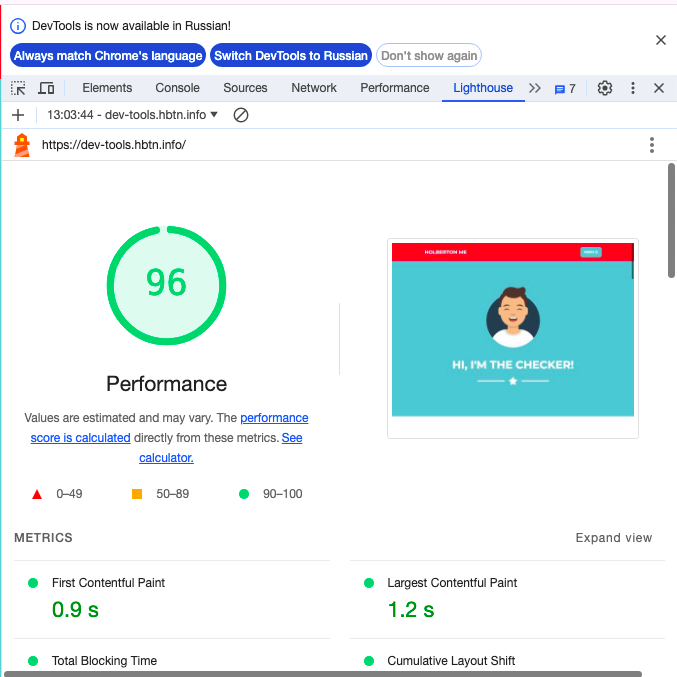 DevTools is now available in Russian!
Always match Chrome's language
Switch DevTools to Russian
Don't show again
Elements
Console
Sources
Network
Performance
Lighthouse
7
13:03:44 - dev-tools.hbtn.info
https://dev-tools.hbtn.info/
96
Performance
Values are estimated and may vary. The performance
score is calculated directly from these metrics. See
calculator.
0–49
50–89
90–100
HOLBERTON ME
HI, I'M THE CHECKER!
METRICS
Expand view
First Contentful Paint
0.9 s
Largest Contentful Paint
1.2 s
Total Blocking Time
Cumulative Layout Shift